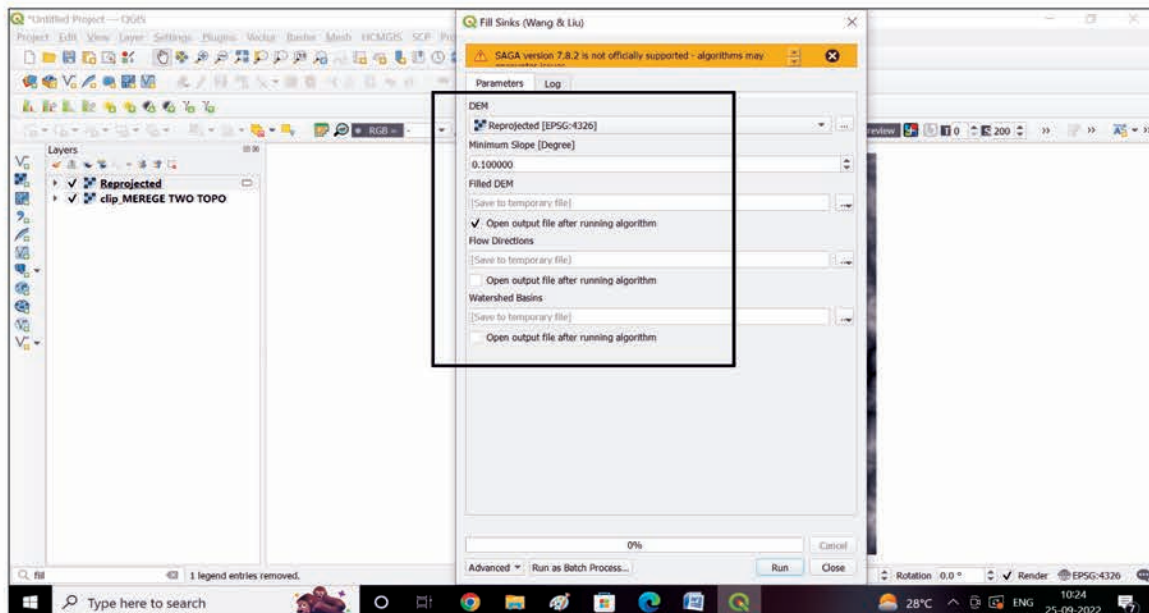 *Untitled Project — QGIS
Project Edit View Layer Settings Plugins Vector Raster Mesh HCMGIS SCP
Fill Sinks (Wang & Liu)
SAGA version 7.8.2 is not officially supported - algorithms may
Parameters Log
DEM
Reprojected [EPSG:4326]
Minimum Slope [Degree]
0.100000
Filled DEM
[Save to temporary file]
Open output file after running algorithm
Flow Directions
[Save to temporary file]
Open output file after running algorithm
Watershed Basins
[Save to temporary file]
Open output file after running algorithm
0%
Cancel
Advanced Run as Batch Process... Run Close
RGB
0 200
Layers
Reprojected
clip_MEREGE TWO TOPO
fill 1 legend entries removed. Rotation 0.0 ° Render EPSG:4326
Type here to search 28°C ENG 10:24
25-09-2022